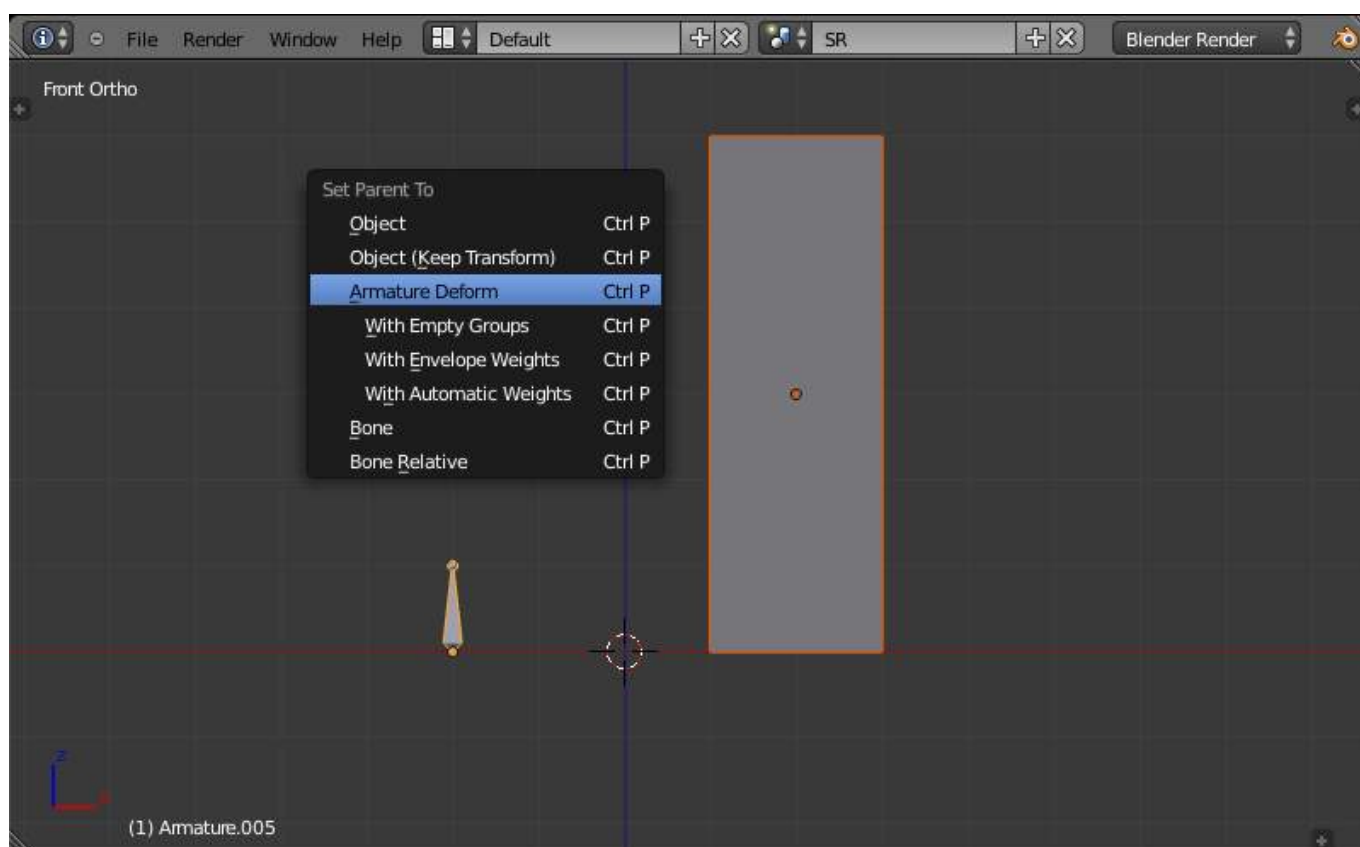 File Render Window Help Default SR Blender Render
Front Ortho
Set Parent To
Object Ctrl P
Object (Keep Transform) Ctrl P
Armature Deform Ctrl P
With Empty Groups Ctrl P
With Envelope Weights Ctrl P
With Automatic Weights Ctrl P
Bone Ctrl P
Bone Relative Ctrl P
z
x
(1) Armature.005